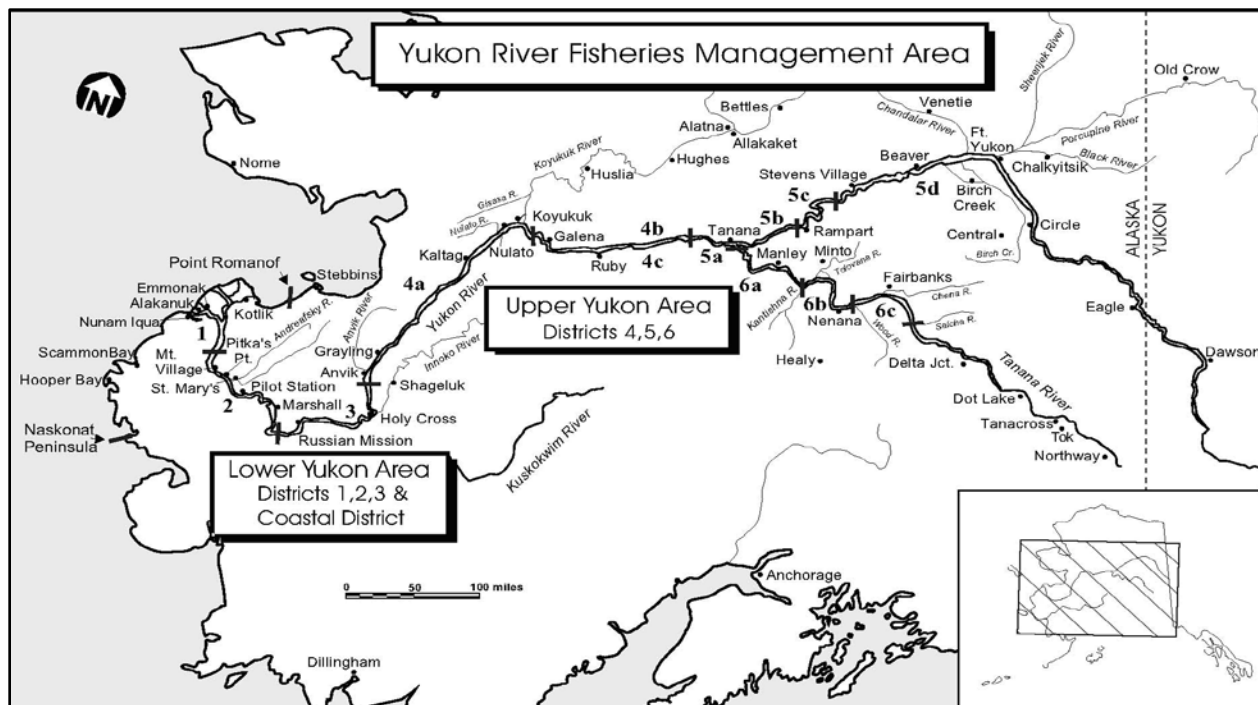 Yukon River Fisheries Management Area
N
Nome
Bettles
Alatna
Allakaket
Hughes
Koyukuk River
Huslia
Venetie
Chandalar River
Sheenjek River
Old Crow
Porcupine River
Ft.
Yukon
Chalkyitsik
Black River
Beaver
Stevens Village
5d
Birch
Creek
5c
Circle
Central
Birch Cr.
ALASKA
YUKON
Gisasa R.
Koyukuk
Nulato R.
Nulato
Galena
4b
4c
Ruby
Tanana
5a
5b
Rampart
Manley
Minto
Tolovana R.
6a
Kantishna R.
6b
Nenana
Fairbanks
Chena R.
6c
Salcha R.
Wood R.
Healy
Delta Jct.
Eagle
Dawson
Dot Lake
Tanana River
Tanacross
Tok
Northway
Kaltag
4a
Yukon River
Point Romanof
Stebbins
Emmonak
Alakanuk
Kotlik
Nunam Iqua
Andreafsky R.
Anvik River
Innoko River
1
Pitka's
Pt.
Scammon Bay
Mt.
Village
Hooper Bay
St. Mary's
Pilot Station
2
Marshall
3
Grayling
Anvik
Shageluk
Holy Cross
Russian Mission
Naskonat
Peninsula
Kuskokwim River
Upper Yukon Area
Districts 4,5,6
Lower Yukon Area
Districts 1,2,3 &
Coastal District
0 50 100 miles
Anchorage
Dillingham